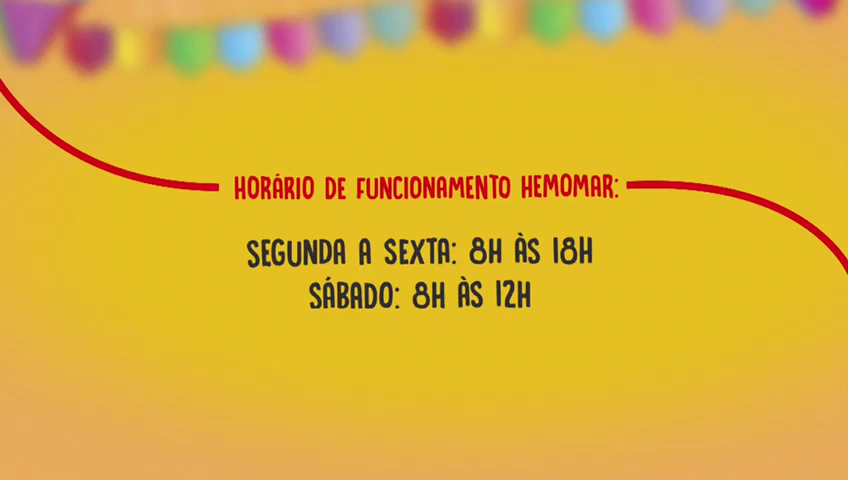 HORÁRIO DE FUNCIONAMENTO HEMOMAR:
SEGUNDA A SEXTA: 8H ÀS 18H
SÁBADO: 8H ÀS 12H